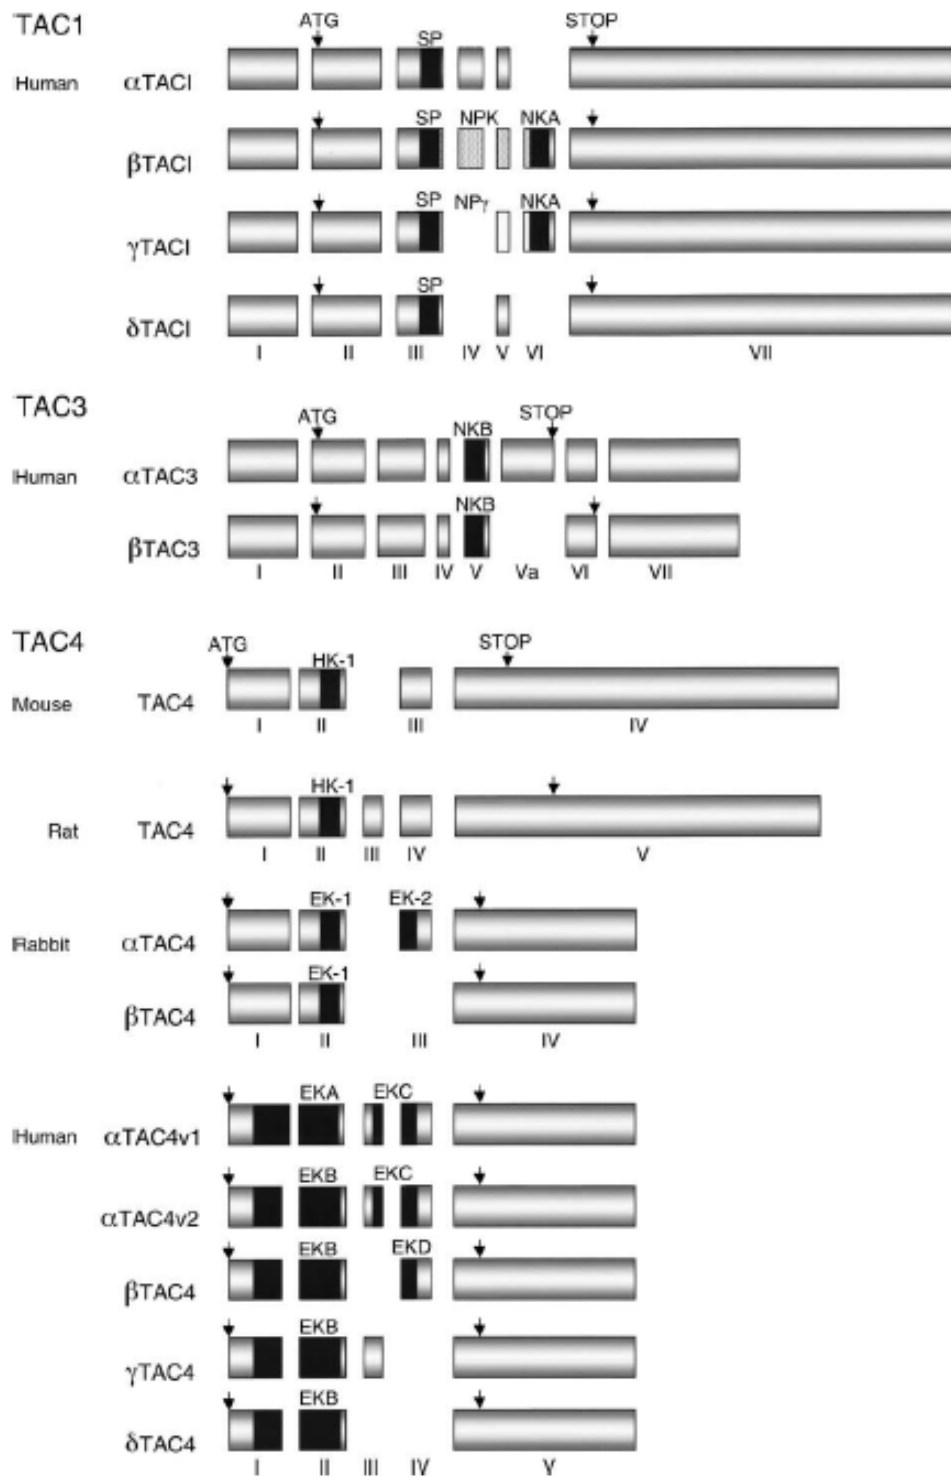 TAC1
ATG STOP
SP
Human αTACI
SP NPK NKA
βTACI
SP NPγ NKA
γTACI
SP
δTACI
I II III IV V VI VII
TAC3
ATG STOP
NKB
Human αTAC3
NKB
βTAC3
I II III IV V Va VI VII
TAC4
ATG STOP
HK-1
Mouse TAC4
I II III IV
HK-1
Rat TAC4
I II III IV V
EK-1 EK-2
Rabbit αTAC4
EK-1
βTAC4
I II III IV
EKA EKC
Human αTAC4v1
EKB EKC
αTAC4v2
EKB EKD
βTAC4
EKB
γTAC4
EKB
δTAC4
I II III IV V